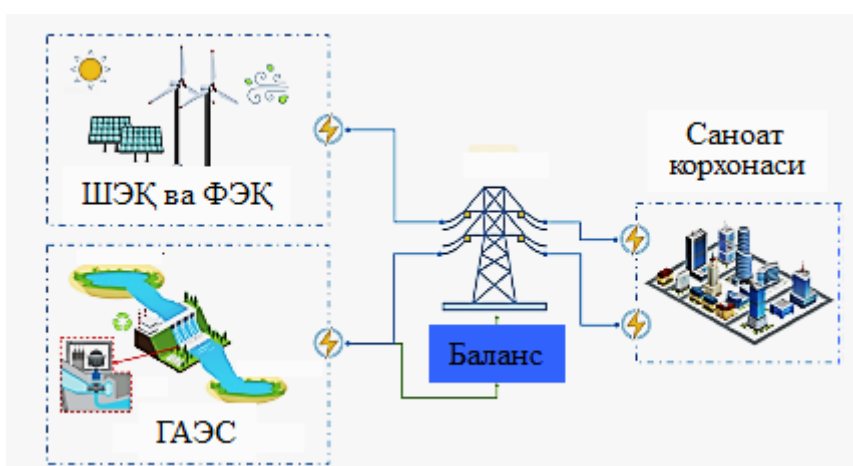 ШЭҚ ва ФЭҚ
Саноат
корхонаси
Баланс
ГАЭС